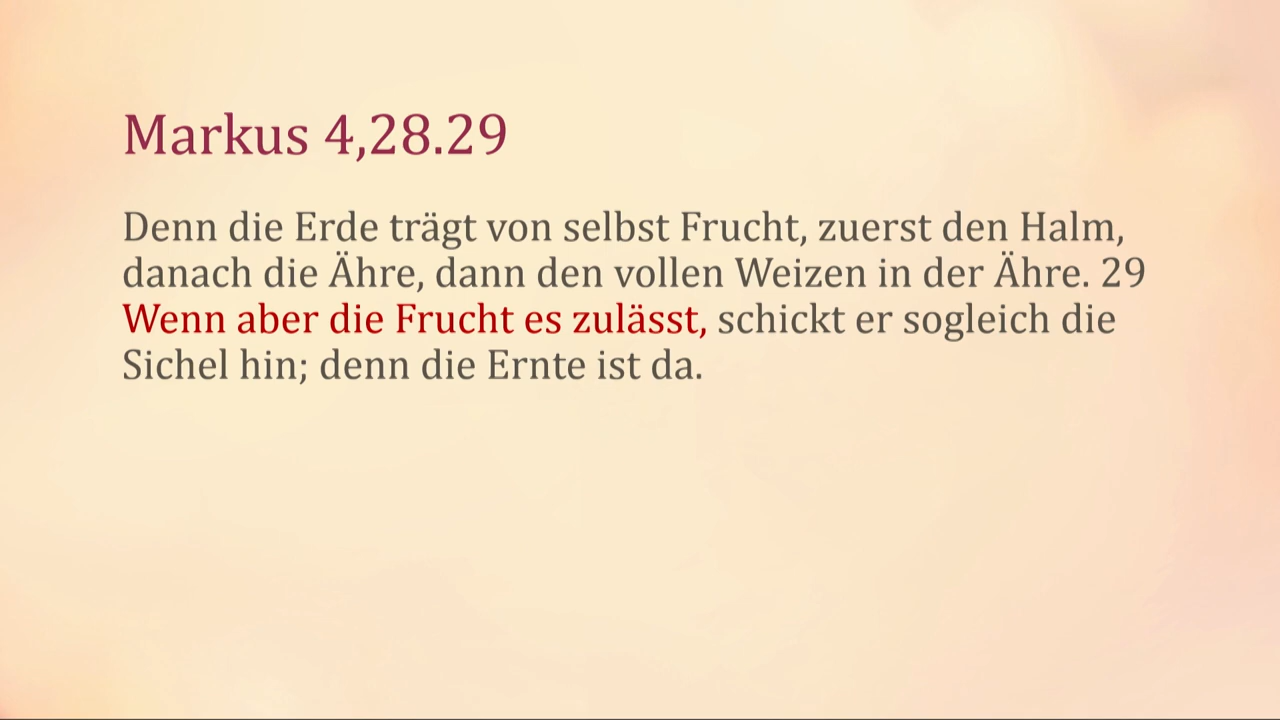 Markus 4,28.29
Denn die Erde trägt von selbst Frucht, zuerst den Halm,
danach die Ähre, dann den vollen Weizen in der Ähre. 29
Wenn aber die Frucht es zulässt, schickt er sogleich die
Sichel hin; denn die Ernte ist da.